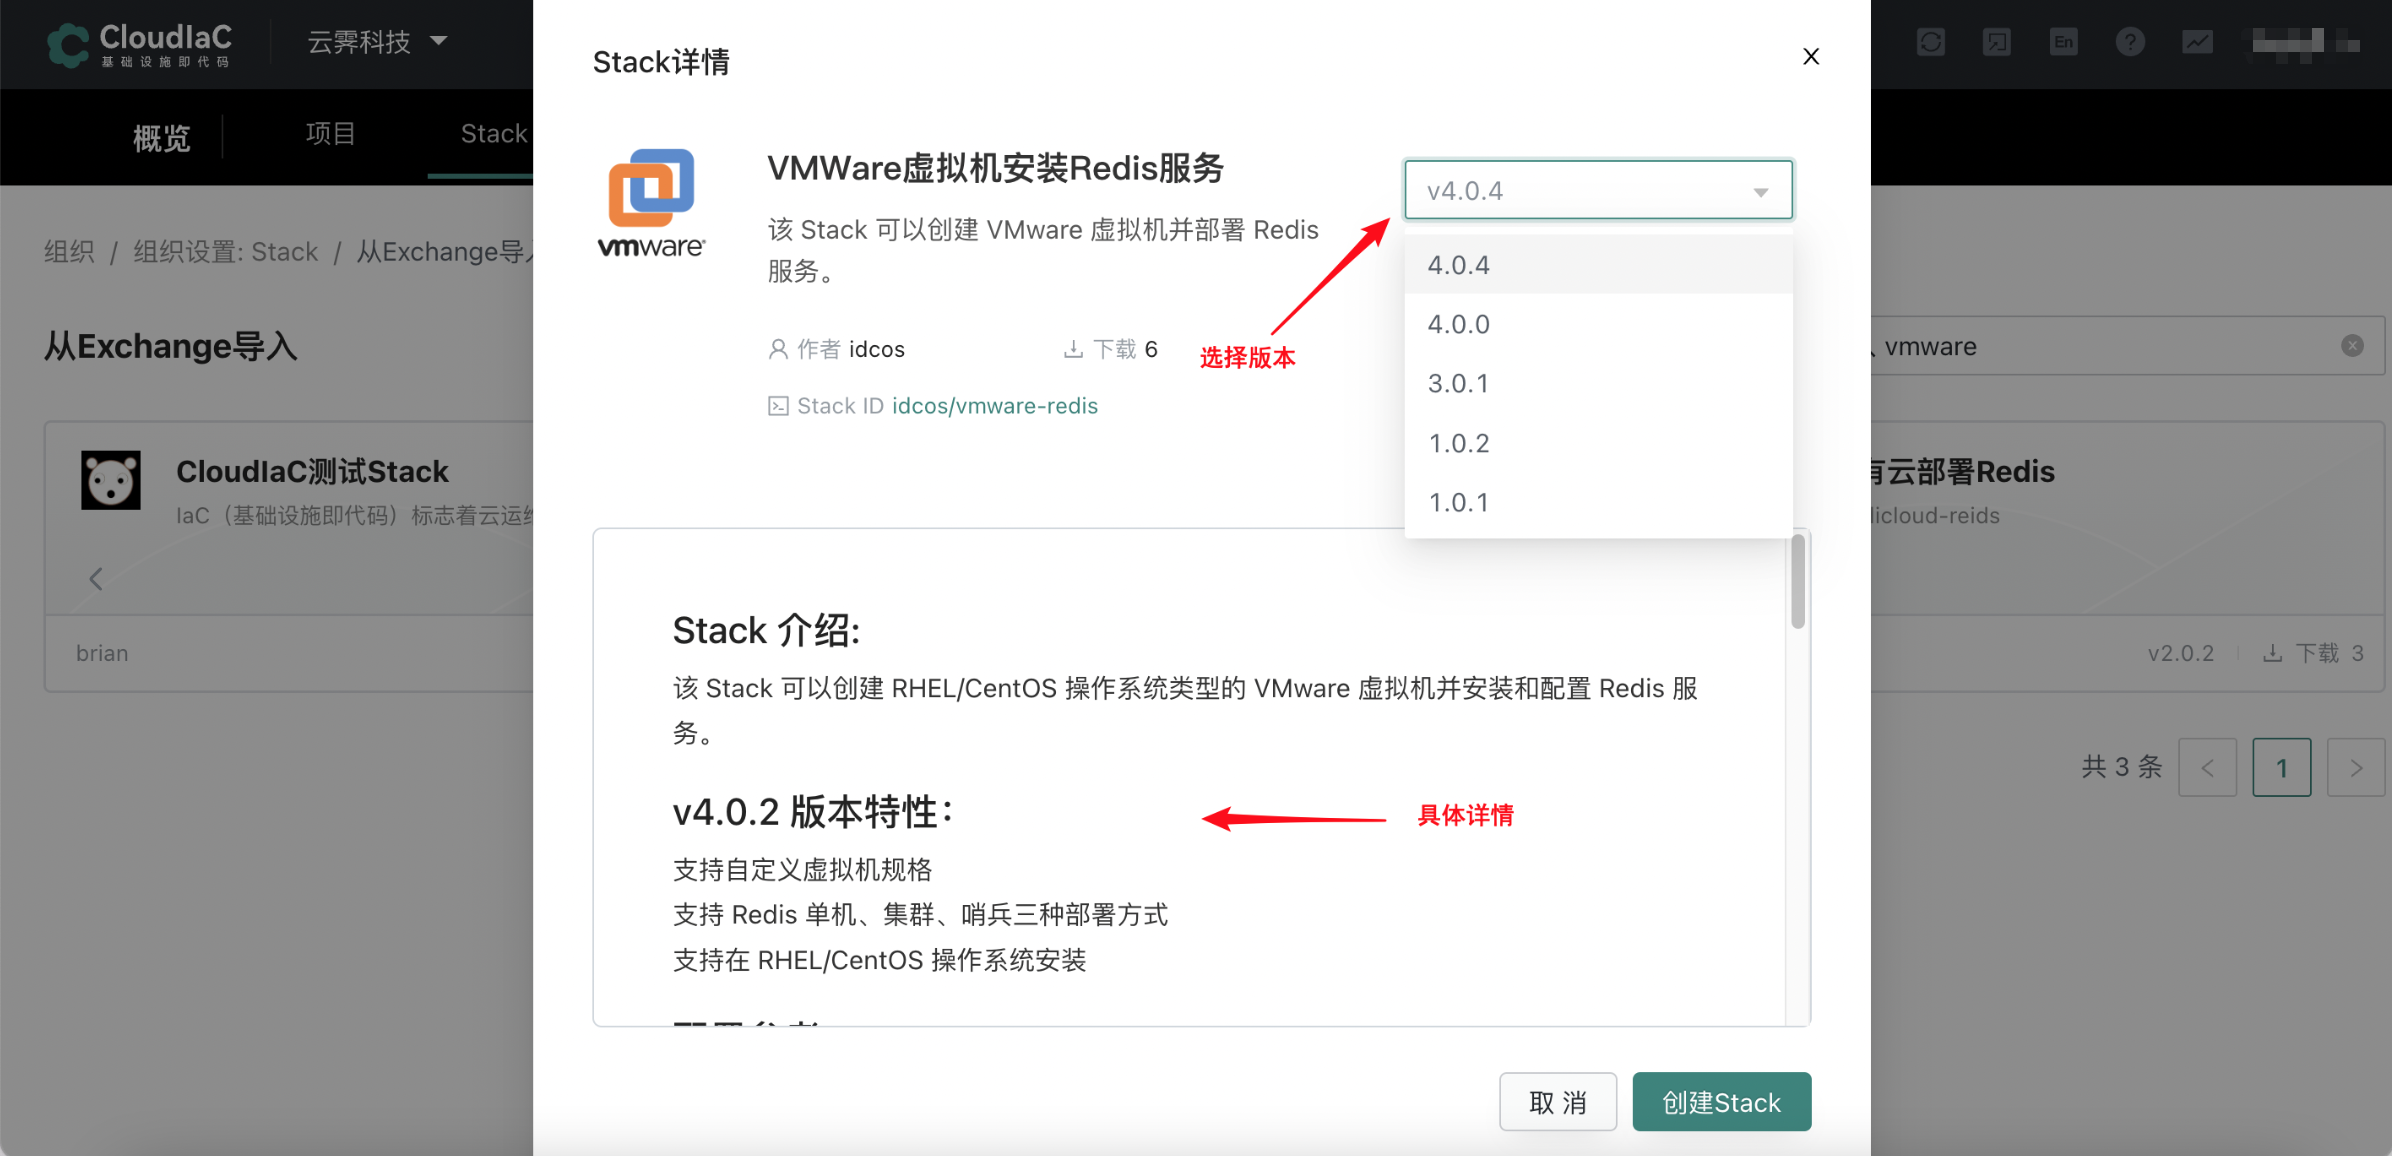 CloudIaC
基础设施即代码
云霁科技
En
概览
项目
Stack
组织 / 组织设置: Stack / 从Exchange导
从Exchange导入
vmware
CloudIaC测试Stack
IaC（基础设施即代码）标志着云运
brian
Stack详情
vmware
VMWare虚拟机安装Redis服务
该 Stack 可以创建 VMware 虚拟机并部署 Redis
服务。
作者 idcos
下载 6
Stack ID idcos/vmware-redis
选择版本
v4.0.4
4.0.4
4.0.0
3.0.1
1.0.2
1.0.1
Stack 介绍:
该 Stack 可以创建 RHEL/CentOS 操作系统类型的 VMware 虚拟机并安装和配置 Redis 服
务。
v4.0.2 版本特性：
具体详情
支持自定义虚拟机规格
支持 Redis 单机、集群、哨兵三种部署方式
支持在 RHEL/CentOS 操作系统安装
取 消
创建Stack
有云部署Redis
licloud-reids
v2.0.2
下载 3
共 3 条
1